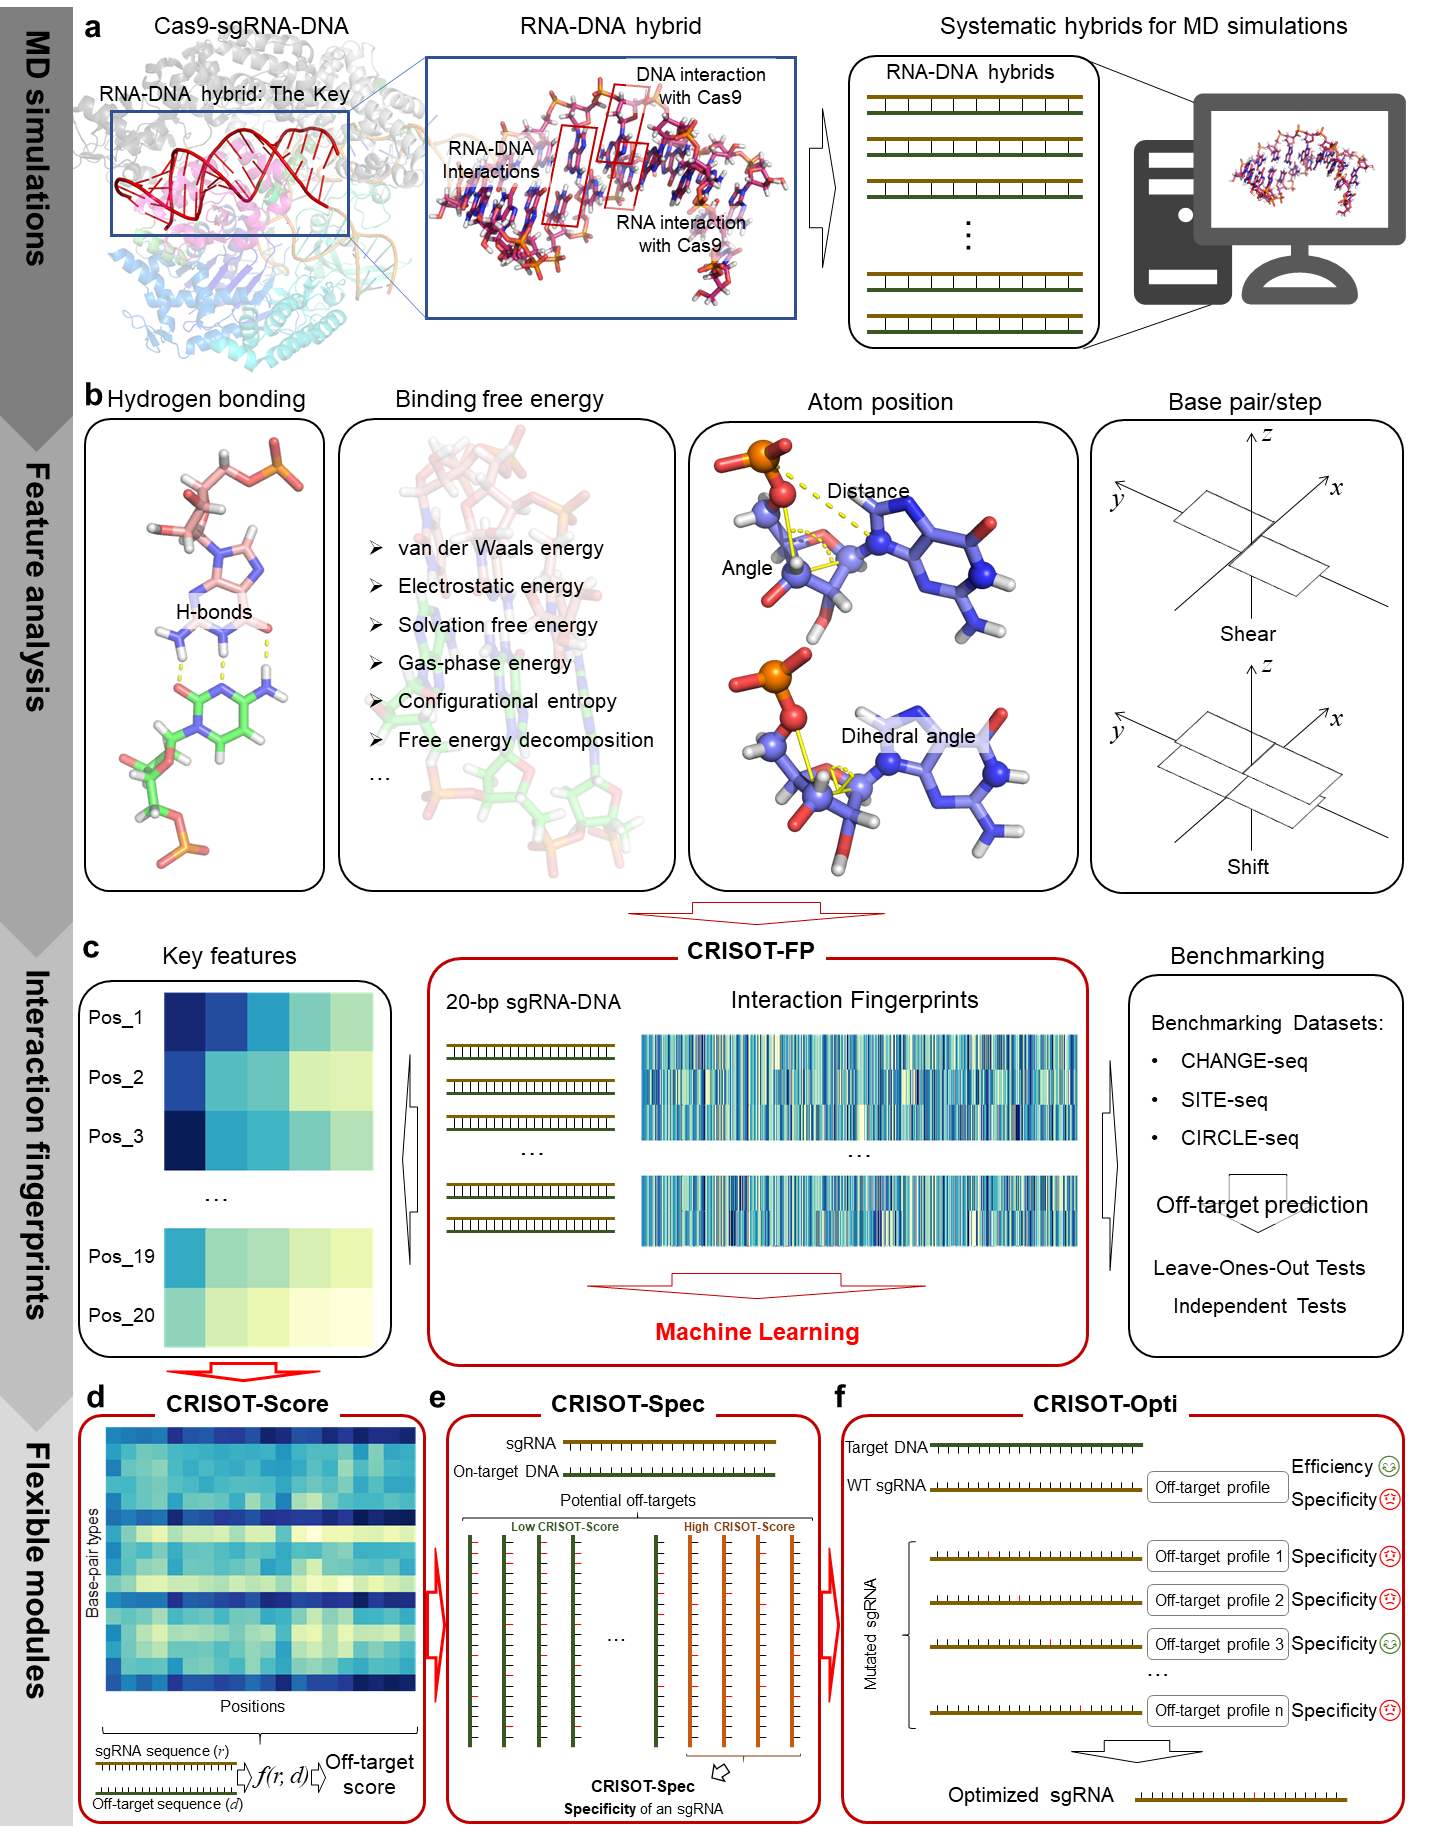 MD simulations
Feature analysis
Interaction fingerprints
Flexible modules
a
Cas9-sgRNA-DNA
RNA-DNA hybrid
Systematic hybrids for MD simulations
RNA-DNA hybrid: The Key
DNA interaction
with Cas9
RNA-DNA
Interactions
RNA interaction
with Cas9
RNA-DNA hybrids
⋮
b
Hydrogen bonding
Binding free energy
Atom position
Base pair/step
H-bonds
➢ van der Waals energy
➢ Electrostatic energy
➢ Solvation free energy
➢ Gas-phase energy
➢ Configurational entropy
➢ Free energy decomposition
...
Distance
Angle
Dihedral angle
z
y
x
Shear
z
y
x
Shift
c
Key features
Pos_1
Pos_2
Pos_3
...
Pos_19
Pos_20
CRISOT-FP
20-bp sgRNA-DNA
Interaction Fingerprints
...
...
Machine Learning
Benchmarking
Benchmarking Datasets:
• CHANGE-seq
• SITE-seq
• CIRCLE-seq
Off-target prediction
Leave-Ones-Out Tests
Independent Tests
d
CRISOT-Score
Base-pair types
Positions
sgRNA sequence (r)
Off-target sequence (d)
f(r, d)
Off-target
score
e
CRISOT-Spec
sgRNA
On-target DNA
Potential off-targets
Low CRISOT-Score
High CRISOT-Score
...
CRISOT-Spec
Specificity of an sgRNA
f
CRISOT-Opti
Target DNA
WT sgRNA
Off-target profile
Efficiency
Specificity
Mutated sgRNA
Off-target profile 1
Specificity
Off-target profile 2
Specificity
Off-target profile 3
Specificity
...
Off-target profile n
Specificity
Optimized sgRNA